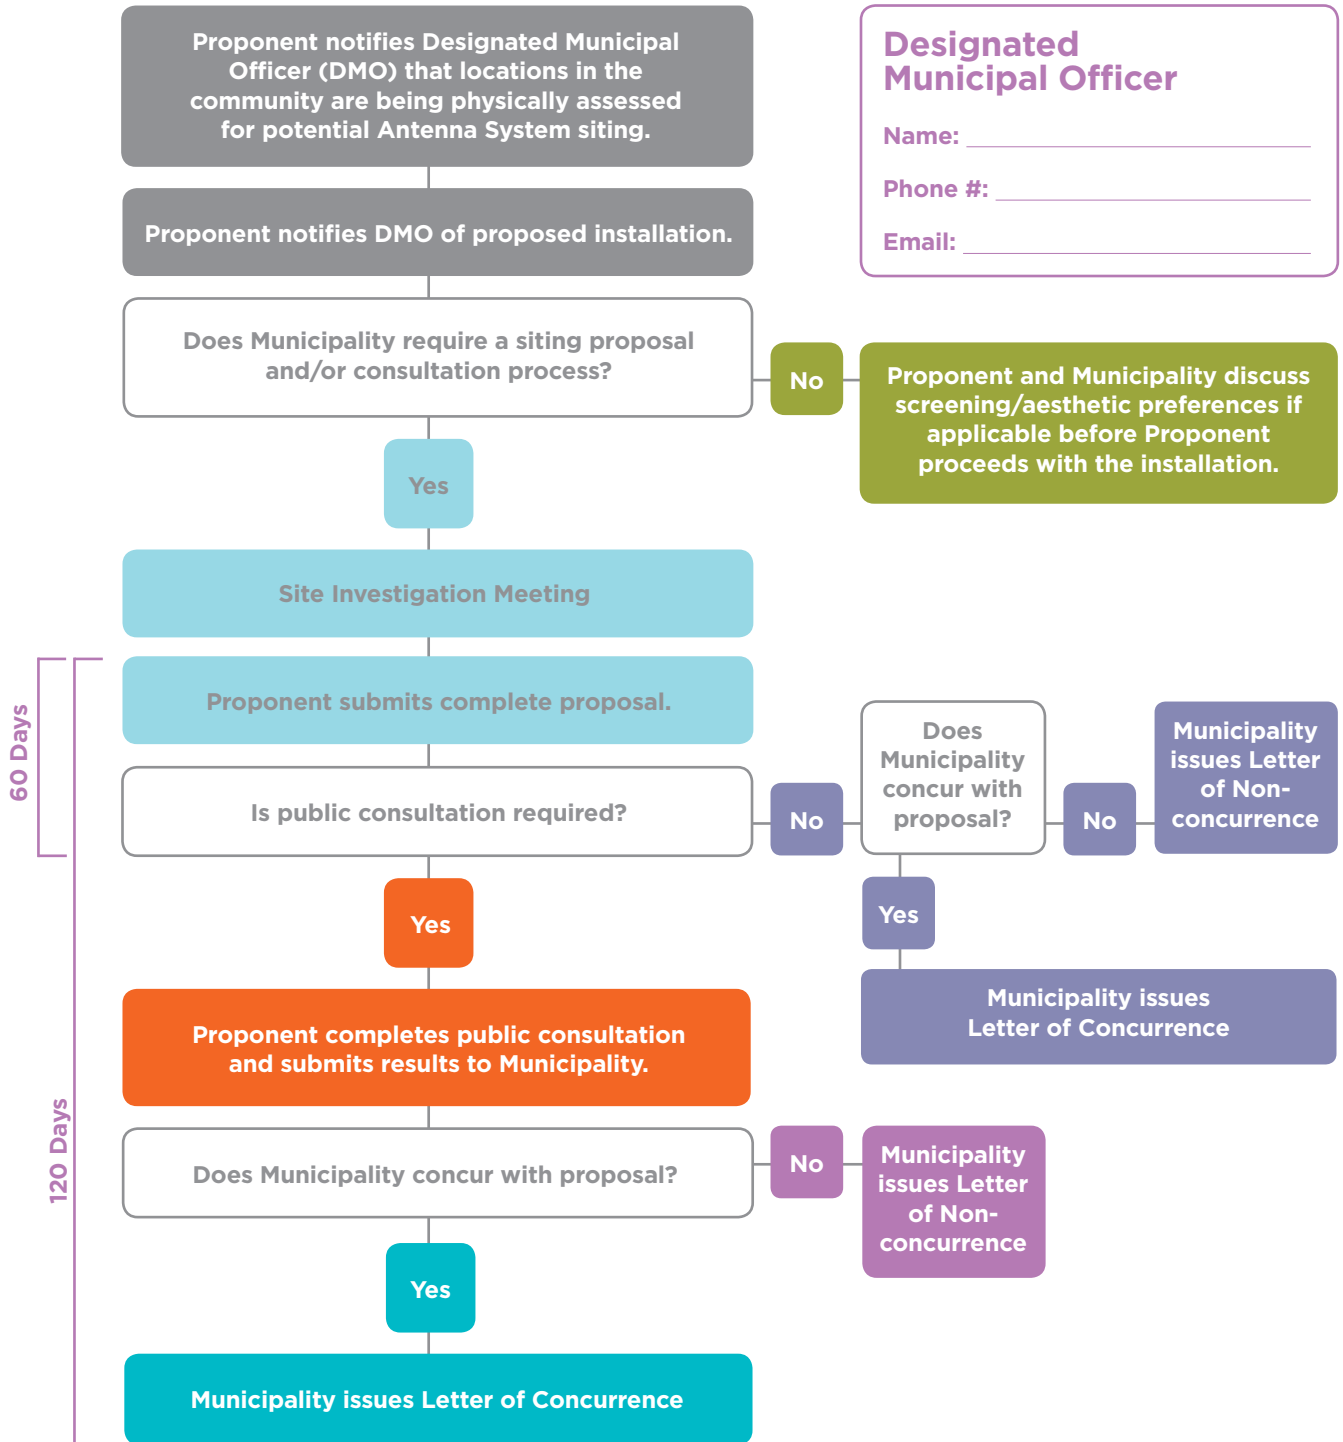 Proponent notifies Designated Municipal
Officer (DMO) that locations in the
community are being physically assessed
for potential Antenna System siting.
Designated
Municipal Officer
Name:
Phone #:
Email:
Proponent notifies DMO of proposed installation.
Does Municipality require a siting proposal
and/or consultation process?
No
Proponent and Municipality discuss
screening/aesthetic preferences if
applicable before Proponent
proceeds with the installation.
Yes
Site Investigation Meeting
60 Days
Proponent submits complete proposal.
Is public consultation required?
No
Does
Municipality
concur with
proposal?
No
Municipality
issues Letter
of Non-
concurrence
Yes
Municipality issues
Letter of Concurrence
120 Days
Yes
Proponent completes public consultation
and submits results to Municipality.
Does Municipality concur with proposal?
No
Municipality
issues Letter
of Non-
concurrence
Yes
Municipality issues Letter of Concurrence